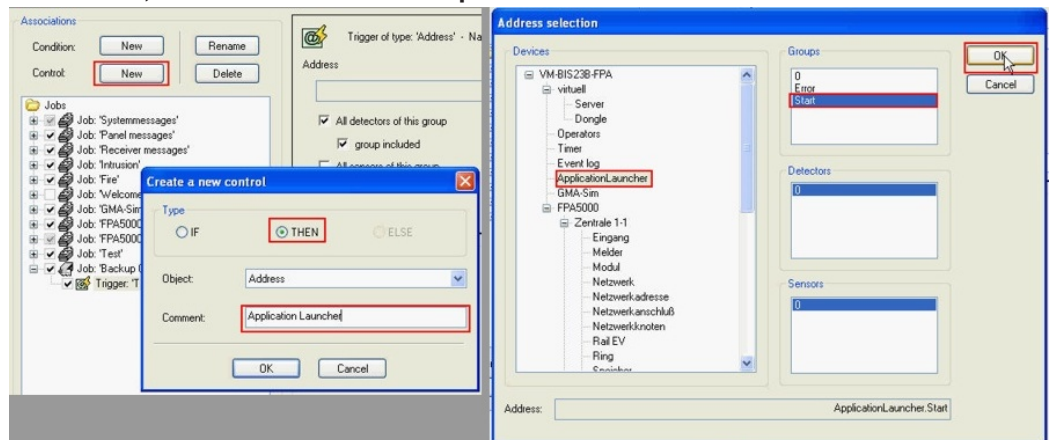 Associations
Condition: New Rename
Control: New Delete
Jobs
Job: 'Systemmessages'
Job: 'Panel messages'
Job: 'Receiver messages'
Job: 'Intrusion'
Job: 'Fire'
Job: 'Welcome
Job: 'GMA-Sim
Job: 'FPA5000
Job: 'FPA5000
Job: 'Test'
Job: 'Backup
Trigger: 'T
Trigger of type: 'Address' - Na
Address
All detectors of this group
group included
All sensors of this group
Create a new control
Type
IF THEN ELSE
Object: Address
Comment: Application Launcher
OK Cancel
Address selection
Devices
VM-BIS23B-FPA
virtuell
Server
Dongle
Operators
Timer
Event log
ApplicationLauncher
GMA-Sim
FPA5000
Zentrale 1-1
Eingang
Melder
Modul
Netzwerk
Netzwerkadresse
Netzwerkanschluß
Netzwerkknoten
Rail EV
Ring
Groups
0
Error
Start
Detectors
0
Sensors
0
OK
Cancel
Address: ApplicationLauncher.Start